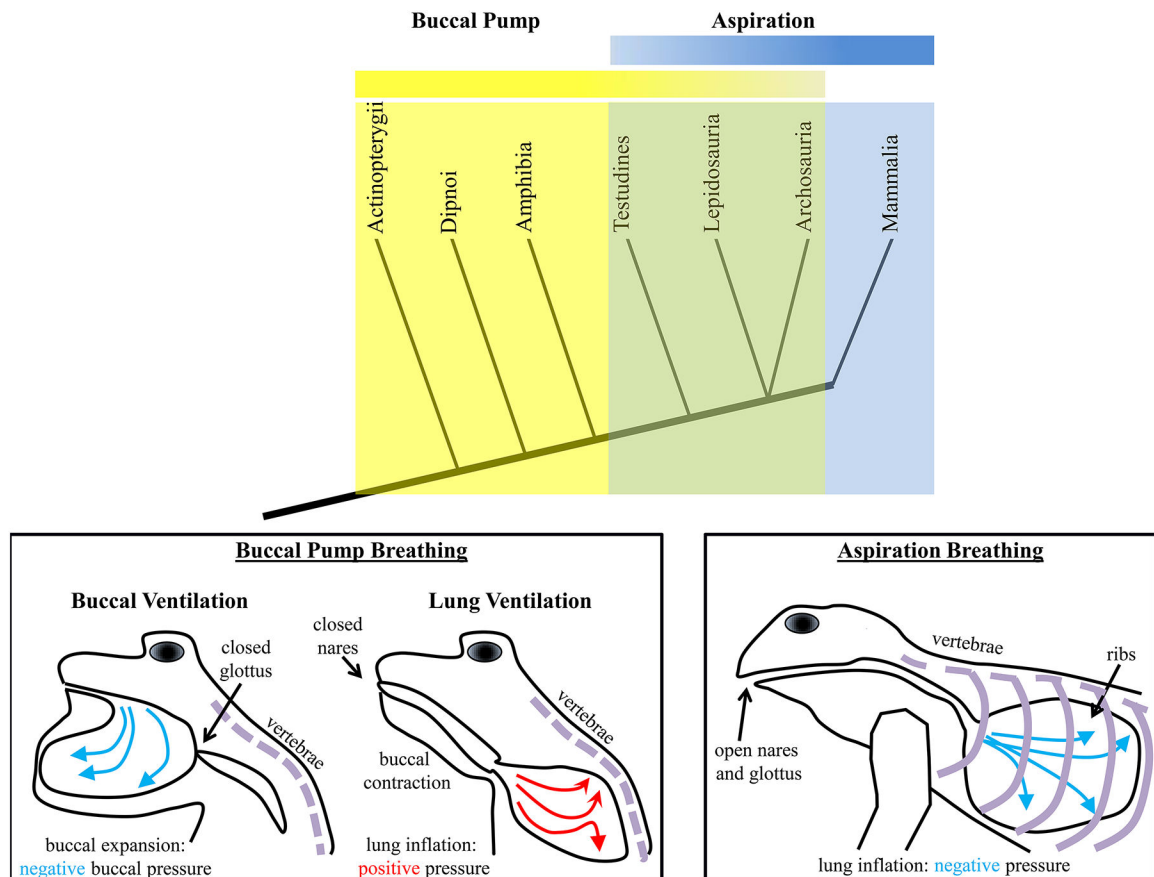 Buccal Pump
Aspiration
Actinopterygii
Dipnoi
Amphibia
Testudines
Lepidosauria
Archosauria
Mammalia
Buccal Pump Breathing
Buccal Ventilation
closed
glottus
vertebrae
buccal expansion:
negative buccal pressure
Lung Ventilation
closed
nares
vertebrae
buccal
contraction
lung inflation:
positive pressure
Aspiration Breathing
vertebrae
ribs
open nares
and glottus
lung inflation: negative pressure